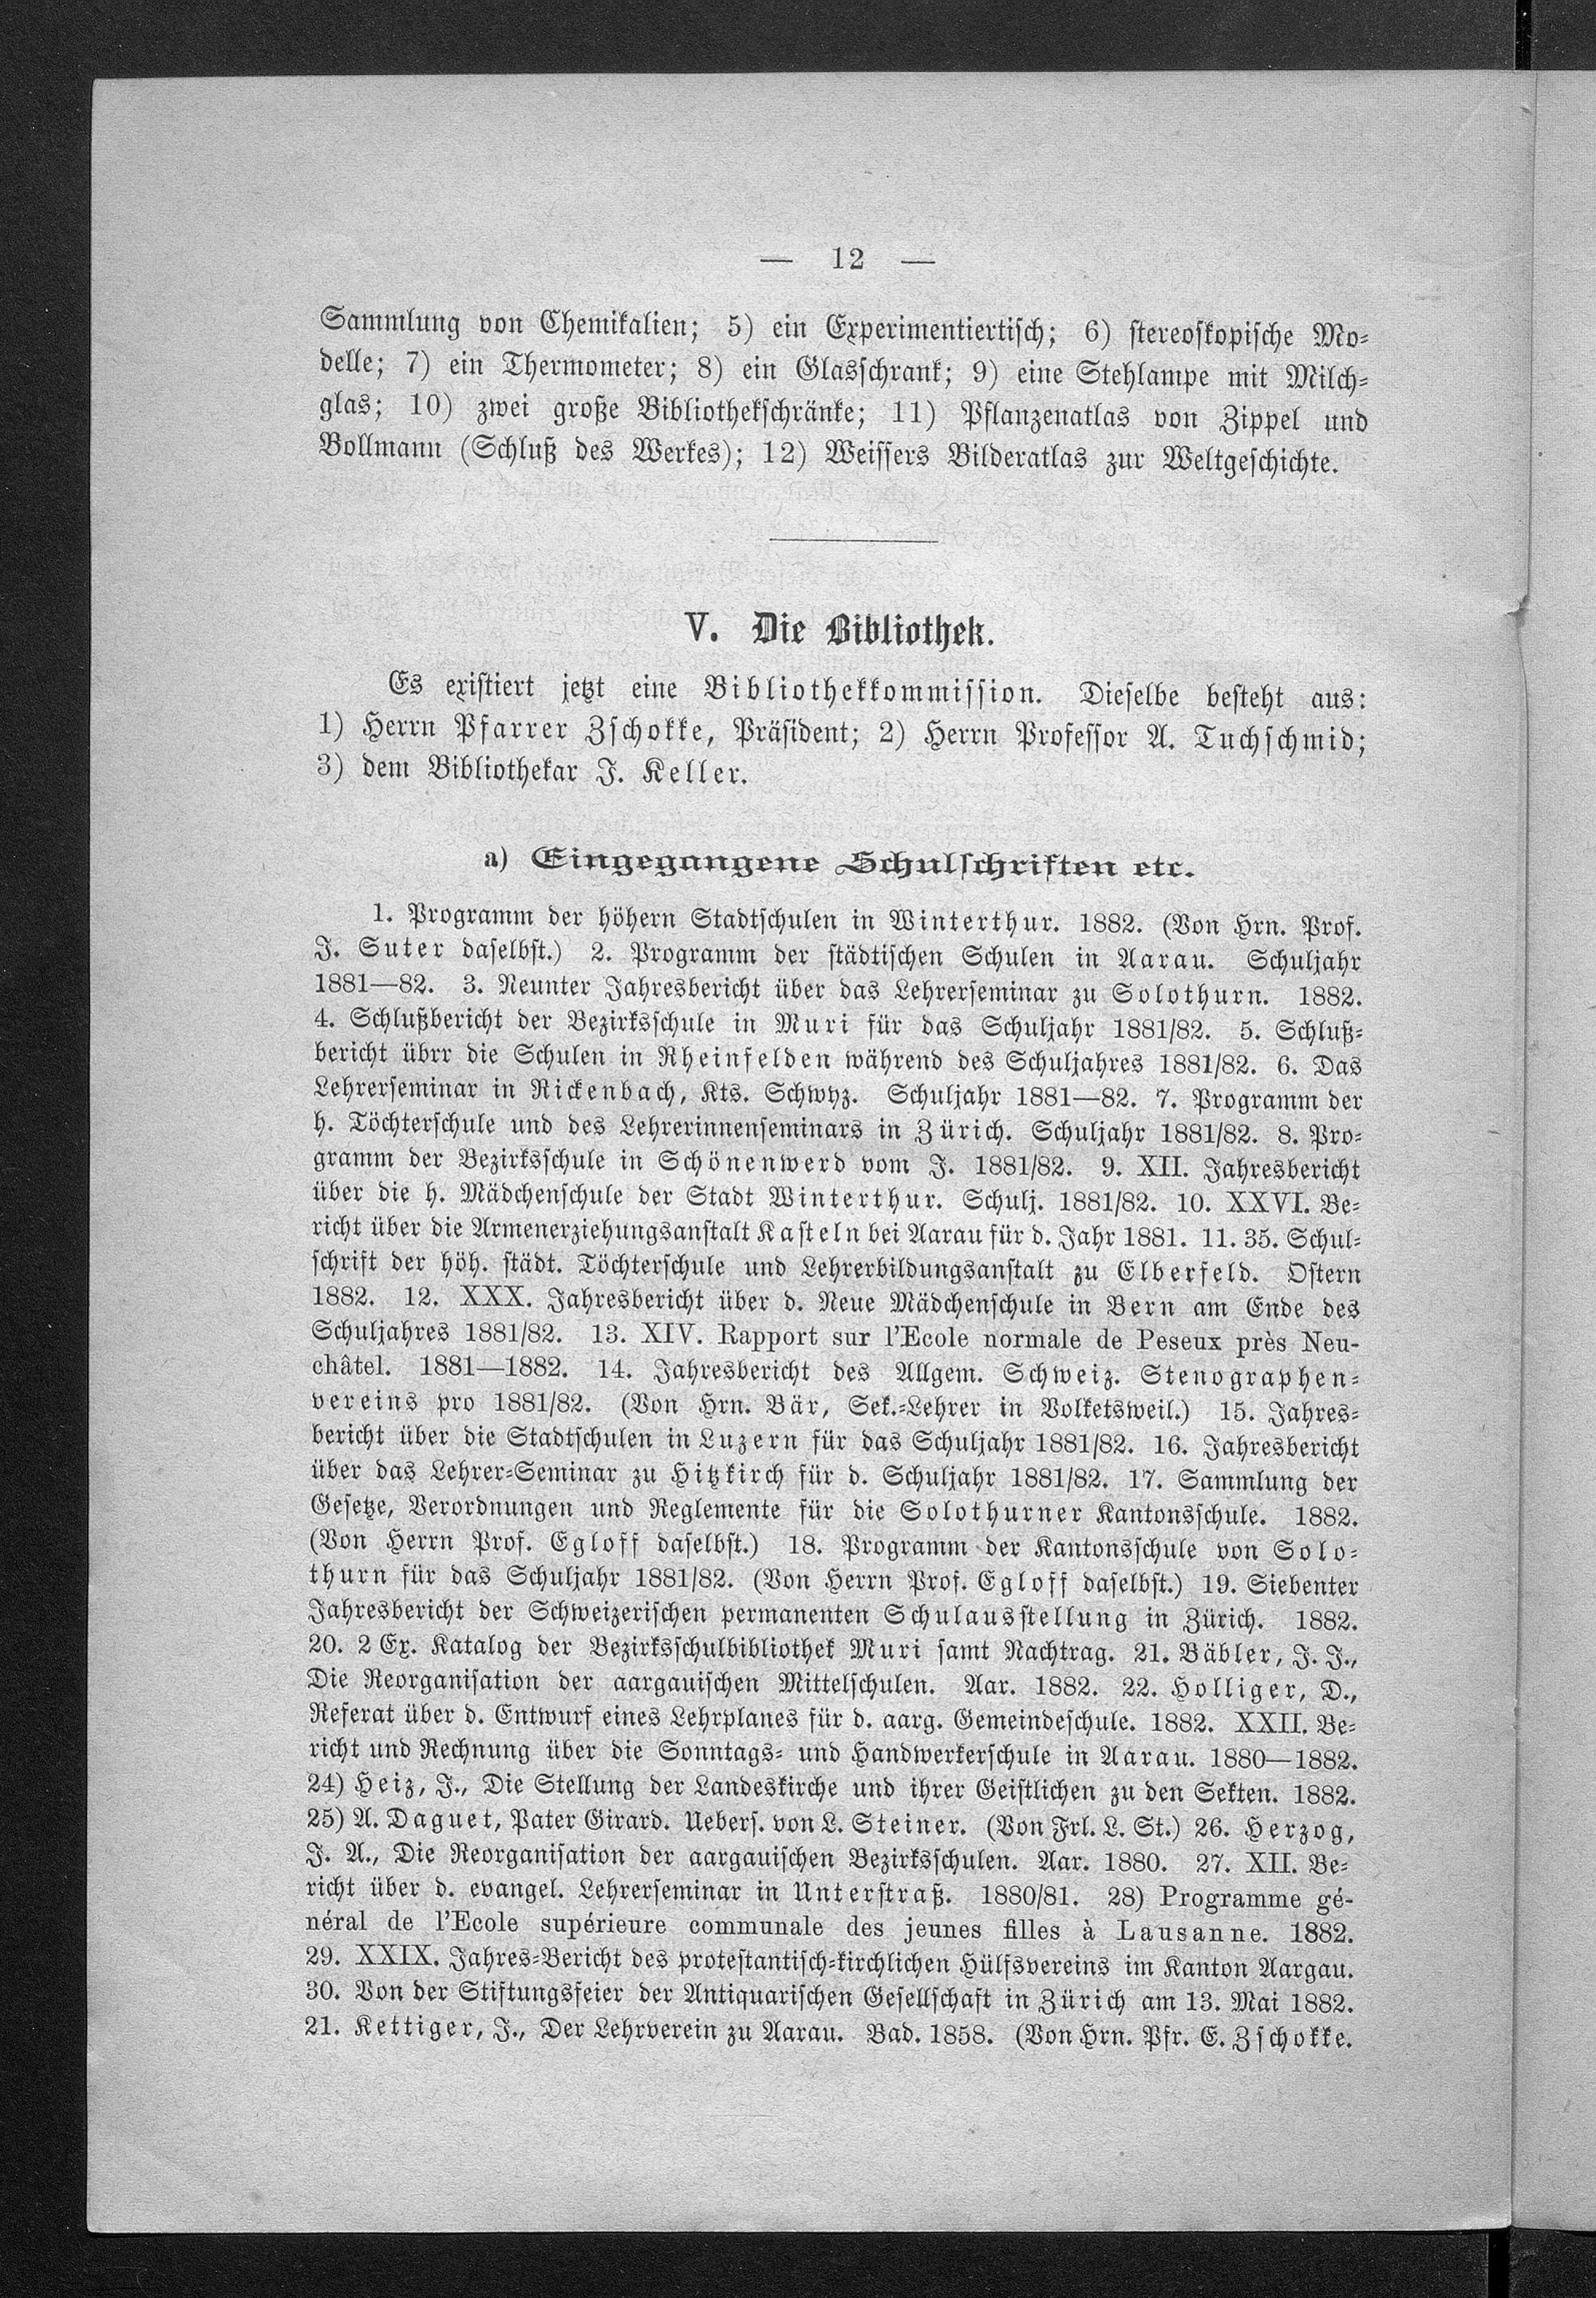 — 12 —
Sammlung von Chemikalien; 5) ein Experimentiertisch; 6) stereoskopische Mo-
delle; 7) ein Thermometer; 8) ein Glasschrank; 9) eine Stehlampe mit Milch-
glas; 10) zwei große Bibliothekschränke; 11) Pflanzenatlas von Zippel und
Bollmann (Schluß des Werkes); 12) Weissers Bilderatlas zur Weltgeschichte.
V. Die Bibliothek.
Es existiert jetzt eine Bibliothekkommission. Dieselbe besteht aus:
1) Herrn Pfarrer Zschokke, Präsident; 2) Herrn Professor A. Tuchschmid;
3) dem Bibliothekar J. Keller.
a) Eingegangene Schulschriften etc.
1. Programm der höhern Stadtschulen in Winterthur. 1882. (Von Hrn. Prof.
J. Suter daselbst.) 2. Programm der städtischen Schulen in Aarau. Schuljahr
1881—82. 3. Neunter Jahresbericht über das Lehrerseminar zu Solothurn. 1882.
4. Schlußbericht der Bezirksschule in Muri für das Schuljahr 1881/82. 5. Schluß-
bericht übrr die Schulen in Rheinfelden während des Schuljahres 1881/82. 6. Das
Lehrerseminar in Rickenbach, Kts. Schwyz. Schuljahr 1881—82. 7. Programm der
h. Töchterschule und des Lehrerinnenseminars in Zürich. Schuljahr 1881/82. 8. Pro-
gramm der Bezirksschule in Schönenwerd vom J. 1881/82. 9. XII. Jahresbericht
über die h. Mädchenschule der Stadt Winterthur. Schulj. 1881/82. 10. XXVI. Be-
richt über die Armenerziehungsanstalt Kasteln bei Aarau für d. Jahr 1881. 11. 35. Schul-
schrift der höh. städt. Töchterschule und Lehrerbildungsanstalt zu Elberfeld. Ostern
1882. 12. XXX. Jahresbericht über d. Neue Mädchenschule in Bern am Ende des
Schuljahres 1881/82. 13. XIV. Rapport sur l'Ecole normale de Peseux près Neu-
châtel. 1881—1882. 14. Jahresbericht des Allgem. Schweiz. Stenographen-
vereins pro 1881/82. (Von Hrn. Bär, Sek.-Lehrer in Volketsweil.) 15. Jahres-
bericht über die Stadtschulen in Luzern für das Schuljahr 1881/82. 16. Jahresbericht
über das Lehrer-Seminar zu Hitzkirch für d. Schuljahr 1881/82. 17. Sammlung der
Gesetze, Verordnungen und Reglemente für die Solothurner Kantonsschule. 1882.
(Von Herrn Prof. Egloff daselbst.) 18. Programm der Kantonsschule von Solo-
thurn für das Schuljahr 1881/82. (Von Herrn Prof. Egloff daselbst.) 19. Siebenter
Jahresbericht der Schweizerischen permanenten Schulausstellung in Zürich. 1882.
20. 2 Ex. Katalog der Bezirksschulbibliothek Muri samt Nachtrag. 21. Bäbler, J. J.,
Die Reorganisation der aargauischen Mittelschulen. Aar. 1882. 22. Holliger, D.,
Referat über d. Entwurf eines Lehrplanes für d. aarg. Gemeindeschule. 1882. XXII. Be-
richt und Rechnung über die Sonntags- und Handwerkerschule in Aarau. 1880—1882.
24) Heiz, J., Die Stellung der Landeskirche und ihrer Geistlichen zu den Sekten. 1882.
25) A. Daguet, Pater Girard. Uebers. von L. Steiner. (Von Frl. L. St.) 26. Herzog,
J. A., Die Reorganisation der aargauischen Bezirksschulen. Aar. 1880. 27. XII. Be-
richt über d. evangel. Lehrerseminar in Unterstraß. 1880/81. 28) Programme gé-
néral de l'Ecole supérieure communale des jeunes filles à Lausanne. 1882.
29. XXIX. Jahres-Bericht des protestantisch-kirchlichen Hülfsvereins im Kanton Aargau.
30. Von der Stiftungsfeier der Antiquarischen Gesellschaft in Zürich am 13. Mai 1882.
21. Kettiger, J., Der Lehrverein zu Aarau. Bad. 1858. (Von Hrn. Pfr. E. Zschokke.